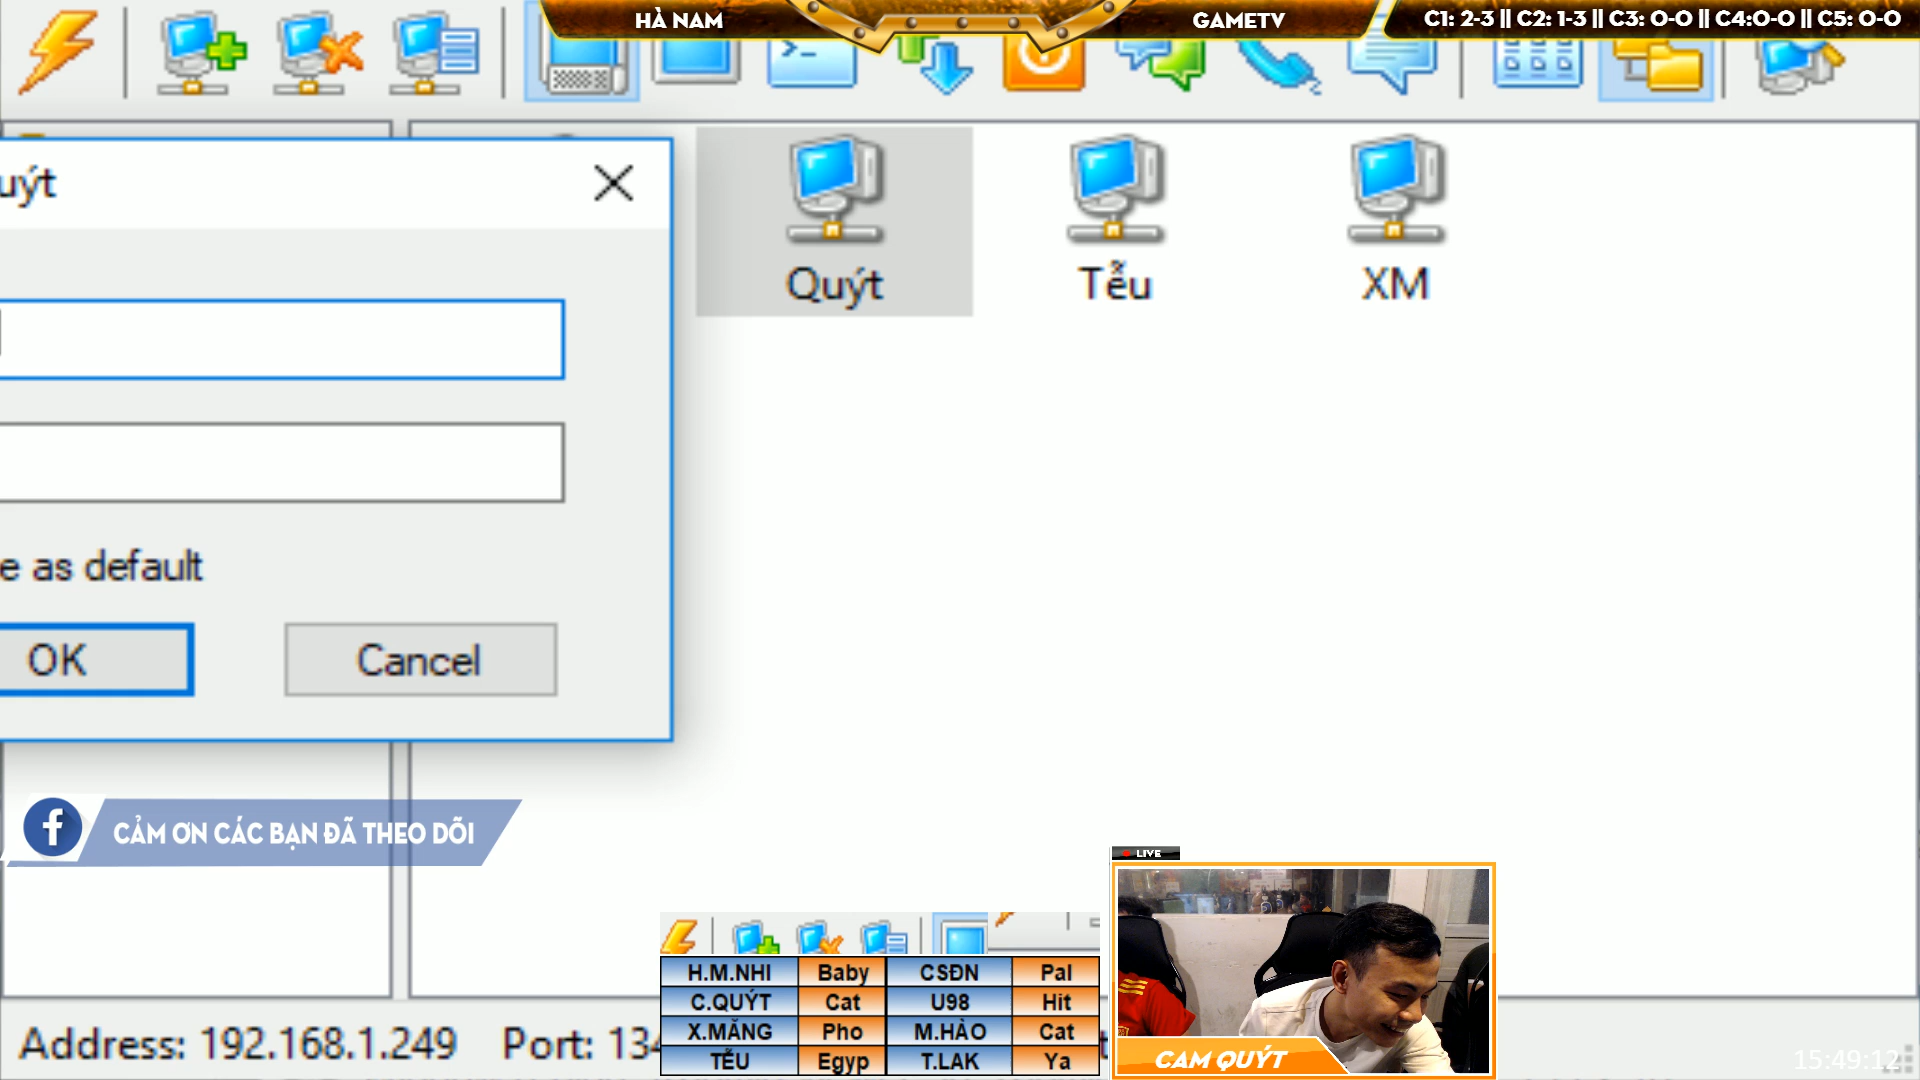 HÀ NAM
GAMETV
C1: 2-3 || C2: 1-3 || C3: 0-0 || C4:0-0 || C5: 0-0
uýt
Quýt
Tễu
XM
e as default
OK
Cancel
CẢM ƠN CÁC BẠN ĐÃ THEO DÕI
LIVE
H.M.NHI Baby CSĐN Pal
C.QUÝT Cat U98 Hit
X.MĂNG Pho M.HÀO Cat
TỄU Egyp T.LAK Ya
Address: 192.168.1.249
Port: 134
CAM QUÝT
15:49:12